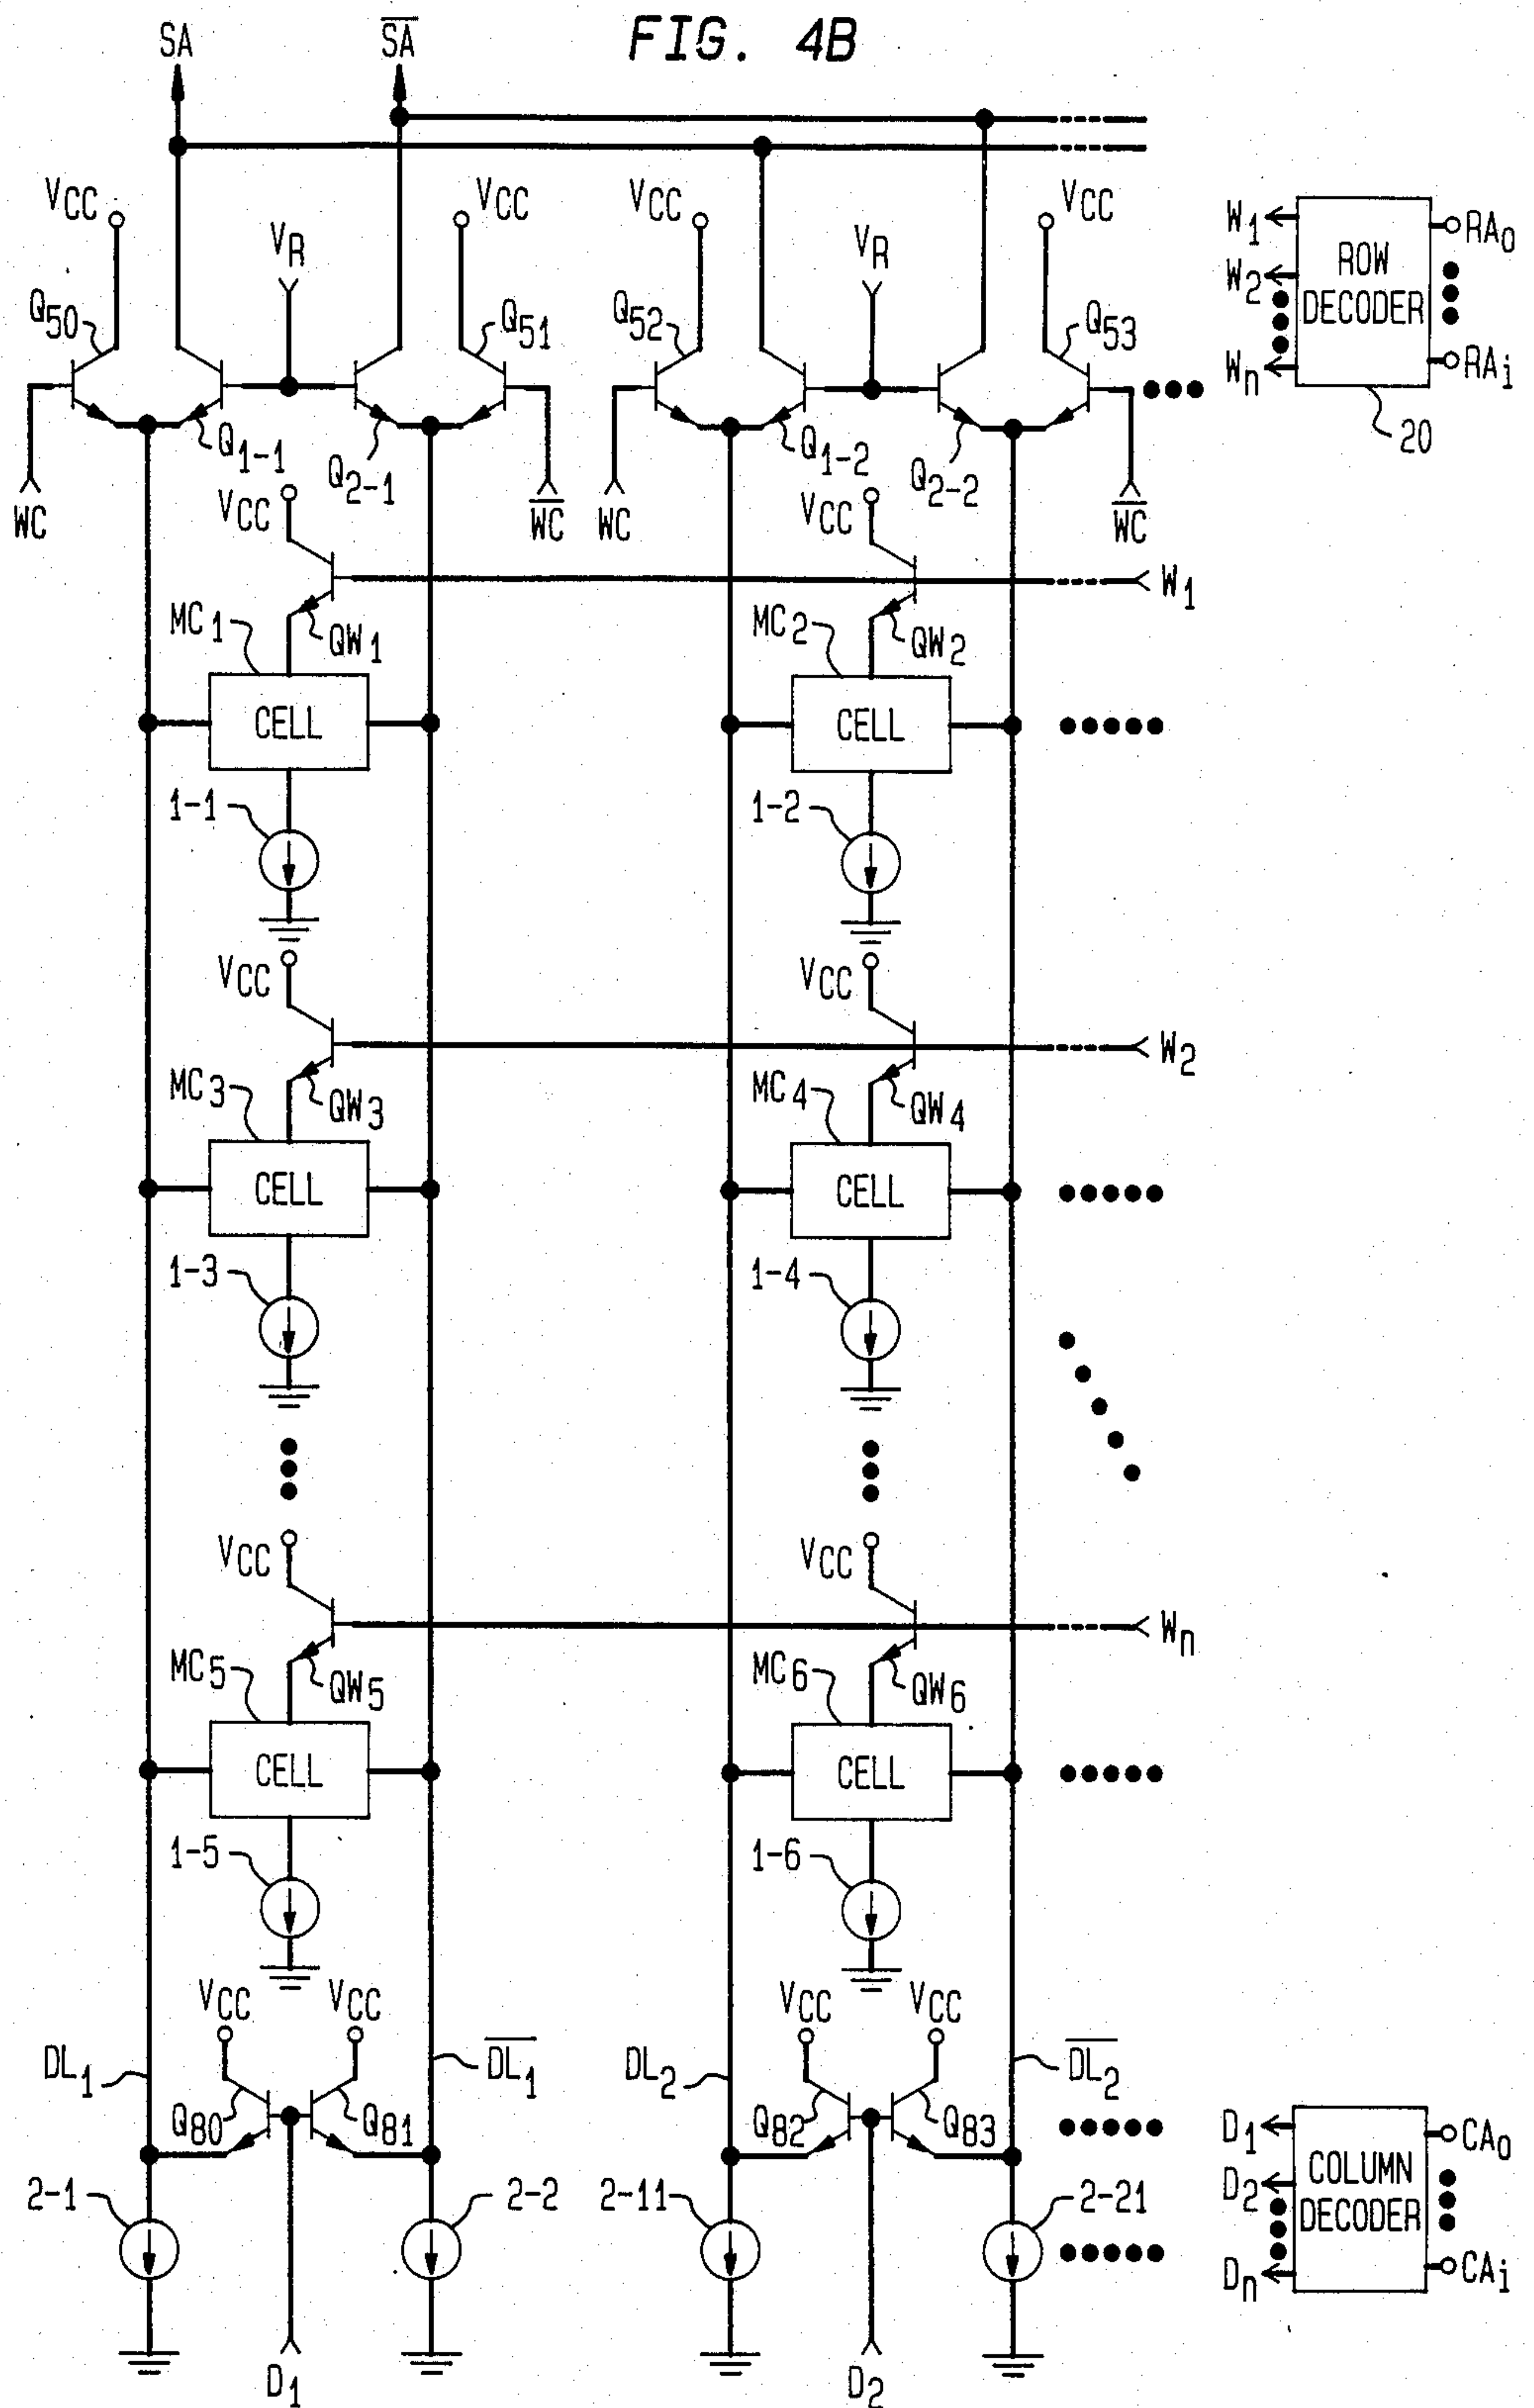 FIG. 4B
SA S̅A̅
VCC VR VCC VCC VR VCC
Q50 Q51 Q52 Q53
Q1-1 Q2-1 Q1-2 Q2-2
WC W̅C̅ WC W̅C̅
W1 ROW DECODER RA0
W2
Wn RAi
20
VCC VCC
W1
MC1 QW1 MC2 QW2
CELL CELL
1-1 1-2
VCC VCC
W2
MC3 QW3 MC4 QW4
CELL CELL
1-3 1-4
VCC VCC
Wn
MC5 QW5 MC6 QW6
CELL CELL
1-5 1-6
VCC VCC VCC VCC
DL1 D̅L̅1̅ DL2 D̅L̅2̅
Q80 Q81 Q82 Q83
2-1 2-2 2-11 2-21
D1 COLUMN DECODER CA0
D2
Dn CAi
D1 D2